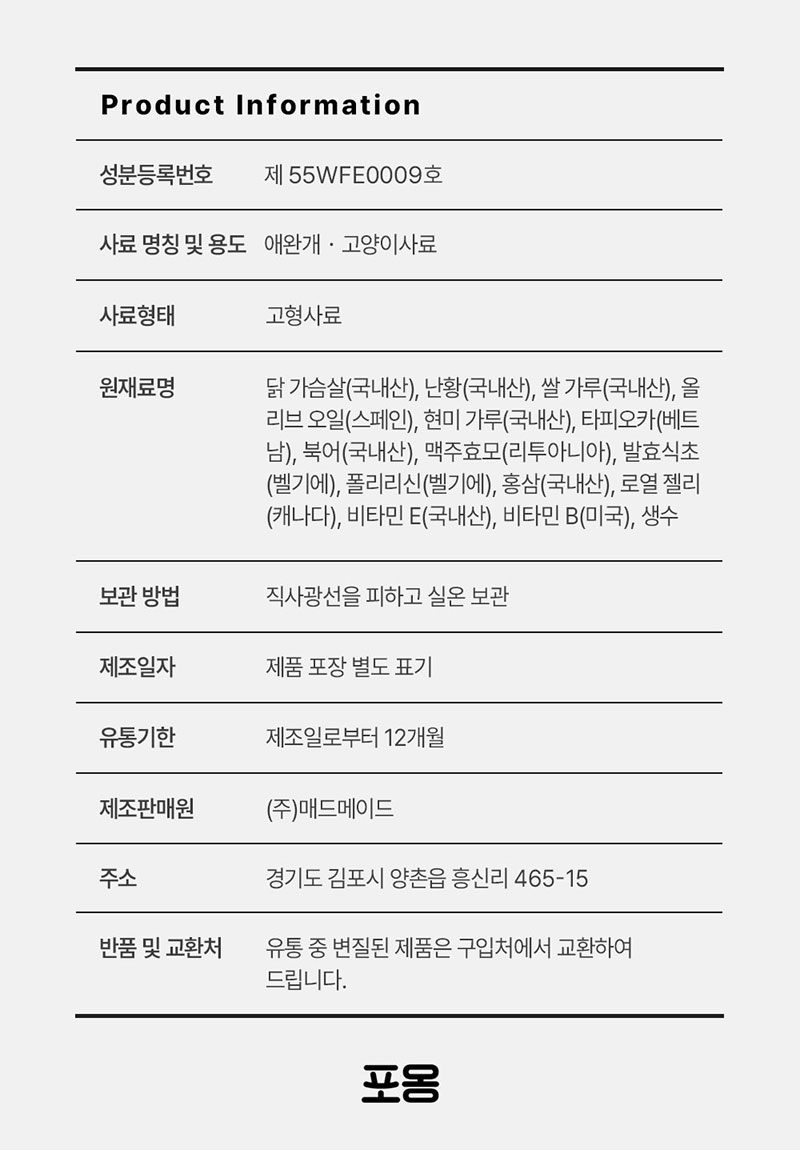 Product Information
성분등록번호 제 55WFE0009호
사료 명칭 및 용도 애완개 · 고양이사료
사료형태 고형사료
원재료명 닭 가슴살(국내산), 난황(국내산), 쌀 가루(국내산), 올
리브 오일(스페인), 현미 가루(국내산), 타피오카(베트
남), 북어(국내산), 맥주효모(리투아니아), 발효식초
(벨기에), 폴리리신(벨기에), 홍삼(국내산), 로열 젤리
(캐나다), 비타민 E(국내산), 비타민 B(미국), 생수
보관 방법 직사광선을 피하고 실온 보관
제조일자 제품 포장 별도 표기
유통기한 제조일로부터 12개월
제조판매원 (주)매드메이드
주소 경기도 김포시 양촌읍 흥신리 465-15
반품 및 교환처 유통 중 변질된 제품은 구입처에서 교환하여
드립니다.
포옹